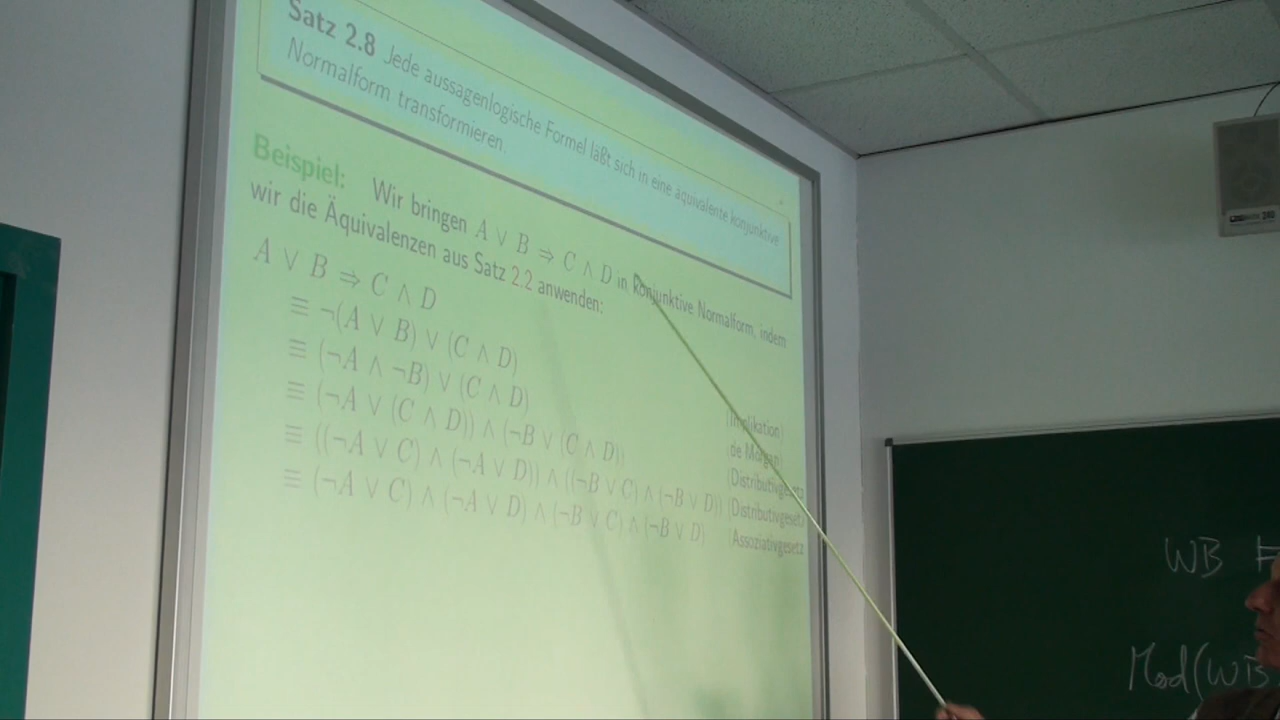 Satz 2.8 Jede aussagenlogische Formel läßt sich in eine äquivalente konjunktive
Normalform transformieren.
Beispiel: Wir bringen A ∨ B ⇒ C ∧ D in konjunktive Normalform, indem
wir die Äquivalenzen aus Satz 2.2 anwenden:
A ∨ B ⇒ C ∧ D
≡ ¬(A ∨ B) ∨ (C ∧ D) (Implikation)
≡ (¬A ∧ ¬B) ∨ (C ∧ D) (de Morgan)
≡ (¬A ∨ (C ∧ D)) ∧ (¬B ∨ (C ∧ D)) (Distributivgesetz
≡ ((¬A ∨ C) ∧ (¬A ∨ D)) ∧ ((¬B ∨ C) ∧ (¬B ∨ D)) (Distributivgesetz
≡ (¬A ∨ C) ∧ (¬A ∨ D) ∧ (¬B ∨ C) ∧ (¬B ∨ D) (Assoziativgesetz
WB
Mod(WB